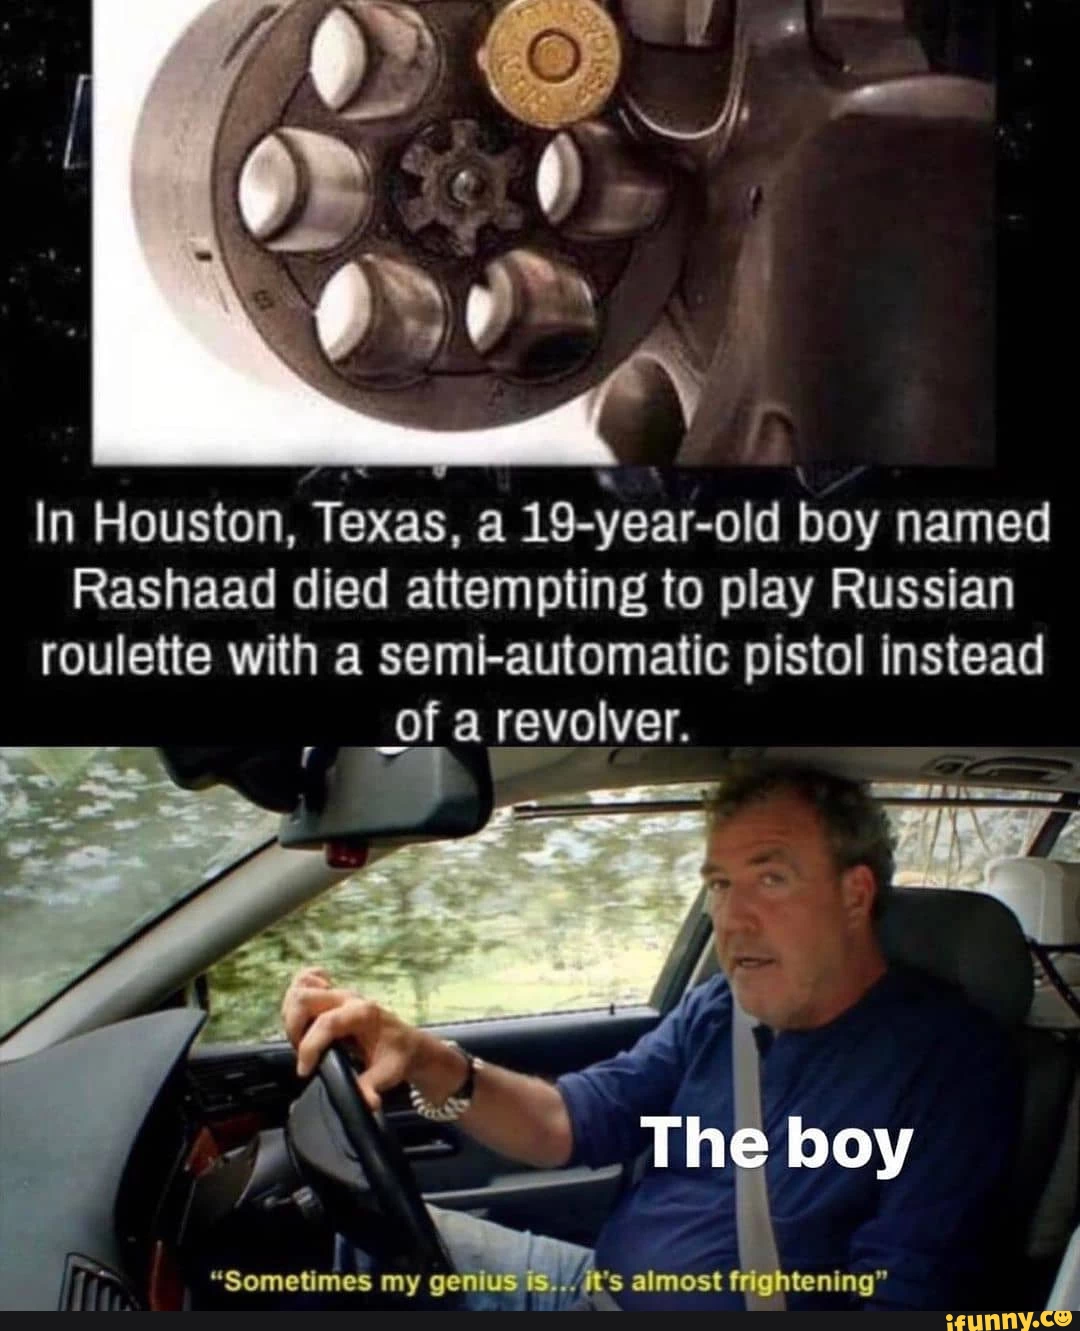 In Houston, Texas, a 19-year-old boy named
Rashaad died attempting to play Russian
roulette with a semi-automatic pistol instead
of a revolver.
The boy
“Sometimes my genius is... it's almost frightening”
ifunny.co